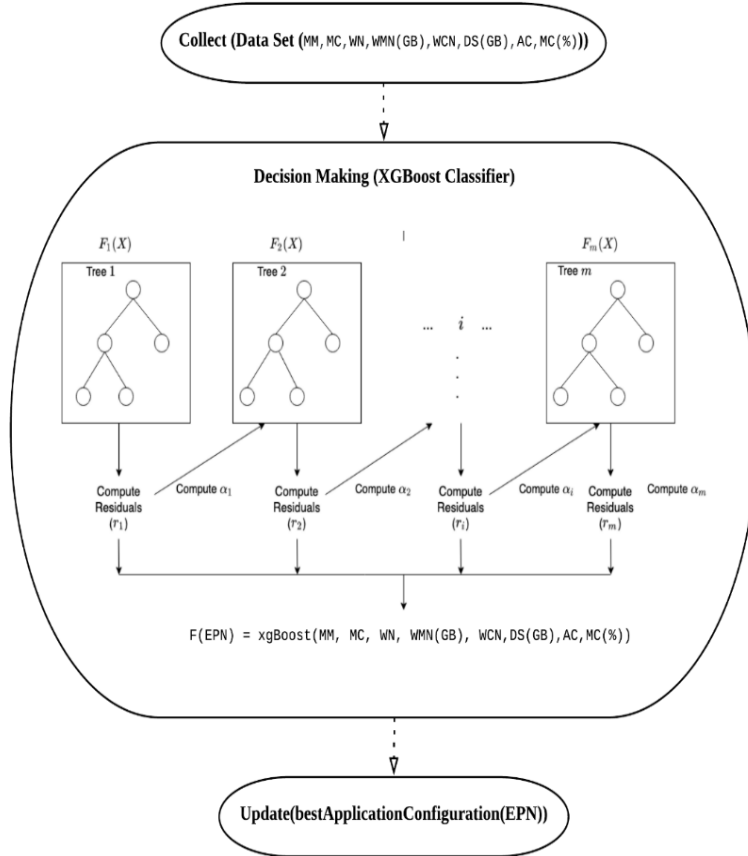 Collect (Data Set (MM,MC,WN,WMN(GB),WCN,DS(GB),AC,MC(%)))
Decision Making (XGBoost Classifier)
F₁(X) F₂(X) Fₘ(X)
Tree 1 Tree 2 Tree m
... i ...
Compute Residuals (r₁)
Compute α₁
Compute Residuals (r₂)
Compute α₂
Compute Residuals (rᵢ)
Compute αᵢ
Compute Residuals (rₘ)
Compute αₘ
F(EPN) = xgBoost(MM, MC, WN, WMN(GB), WCN,DS(GB),AC,MC(%))
Update(bestApplicationConfiguration(EPN))